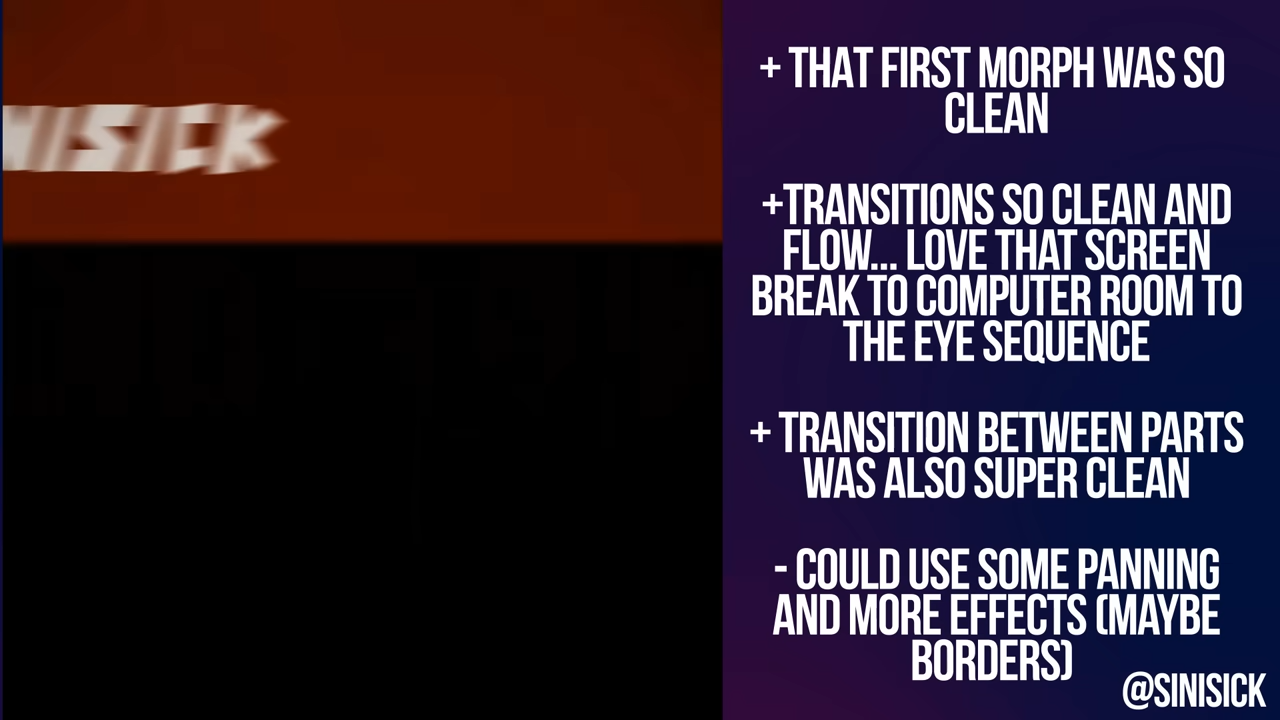 NISICK
+ THAT FIRST MORPH WAS SO
CLEAN
+TRANSITIONS SO CLEAN AND
FLOW... LOVE THAT SCREEN
BREAK TO COMPUTER ROOM TO
THE EYE SEQUENCE
+ TRANSITION BETWEEN PARTS
WAS ALSO SUPER CLEAN
- COULD USE SOME PANNING
AND MORE EFFECTS (MAYBE
BORDERS)
@SINISICK